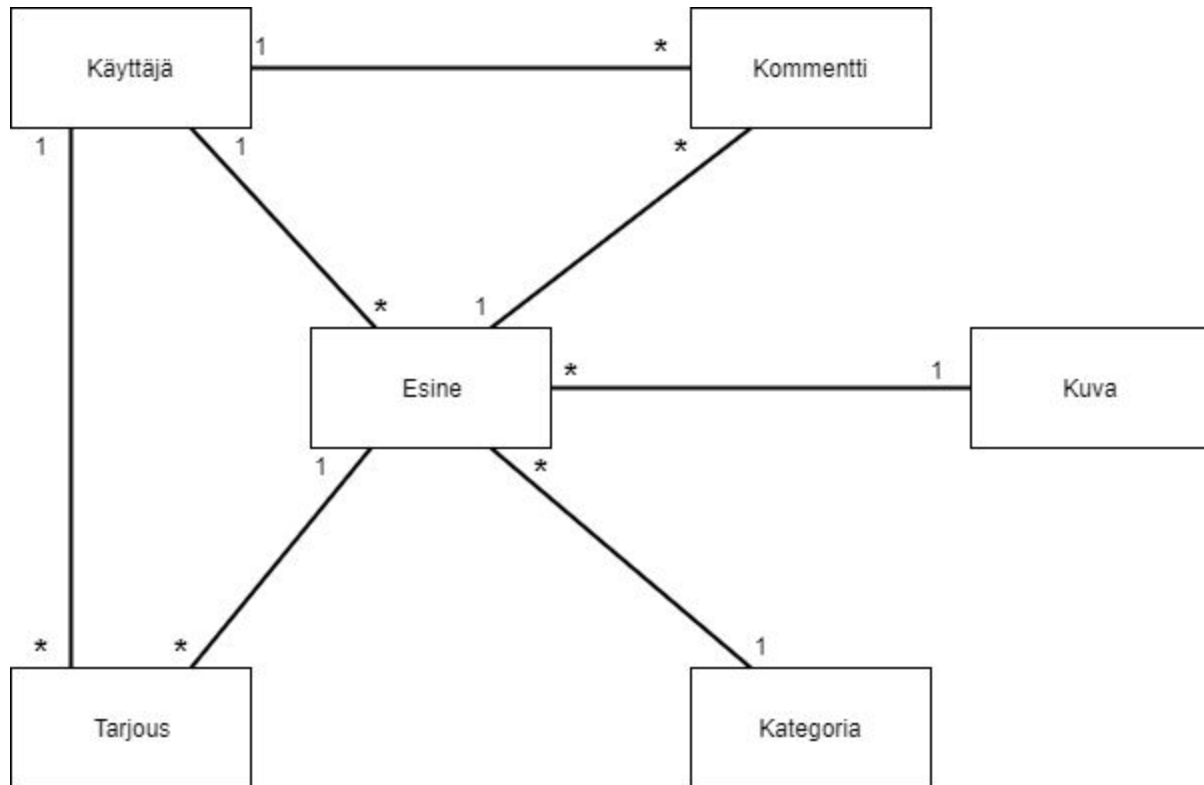 Käyttäjä
1
*
Kommentti
1
1
*
*
1
Esine
*
1
Kuva
1
*
*
*
1
Tarjous
Kategoria